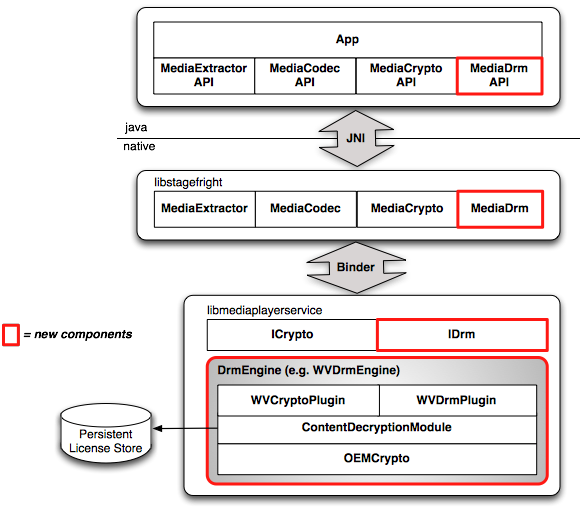 App
MediaExtractor API
MediaCodec API
MediaCrypto API
MediaDrm API
java
JNI
native
libstagefright
MediaExtractor
MediaCodec
MediaCrypto
MediaDrm
Binder
libmediaplayerservice
ICrypto
IDrm
= new components
DrmEngine (e.g. WVDrmEngine)
WVCryptoPlugin
WVDrmPlugin
ContentDecryptionModule
Persistent
License Store
OEMCrypto